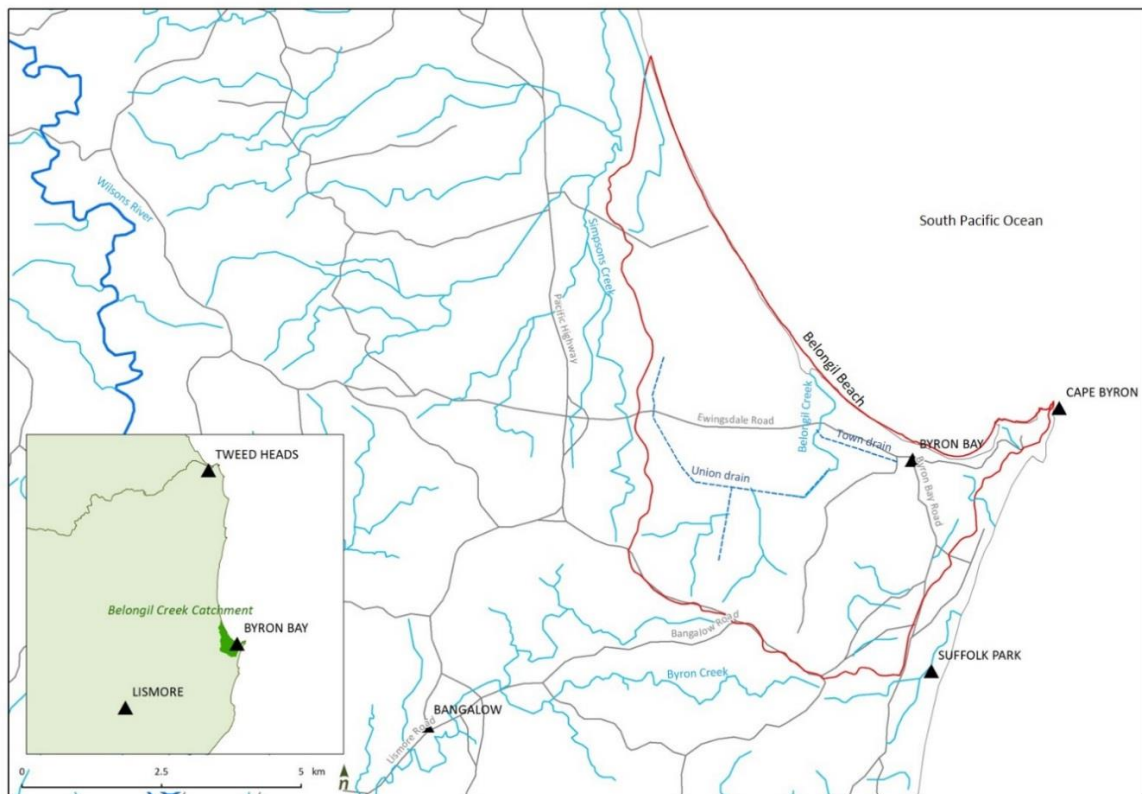 South Pacific Ocean
Wilsons River
Simpsons Creek
Pacific Highway
Belongil Beach
Belongil Creek
CAPE BYRON
Ewingsdale Road
Town drain
BYRON BAY
Union drain
Byron Bay Road
TWEED HEADS
Belongil Creek Catchment
BYRON BAY
LISMORE
Bangalow Road
Byron Creek
SUFFOLK PARK
BANGALOW
Lismore Road
0 2.5 5 km
n